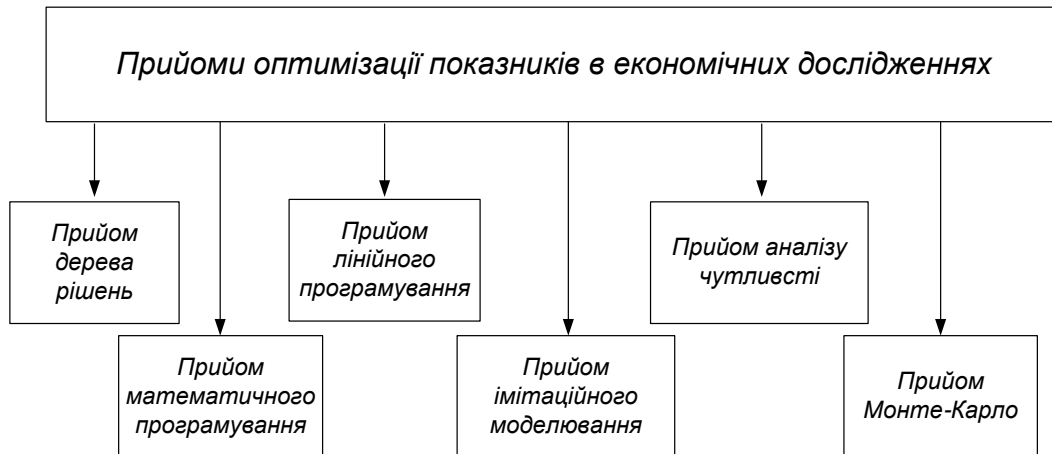 Прийоми оптимізації показників в економічних дослідженнях
Прийом
дерева
рішень
Прийом
лінійного
програмування
Прийом аналізу
чутливсті
Прийом
математичного
програмування
Прийом
імітаційного
моделювання
Прийом
Монте-Карло